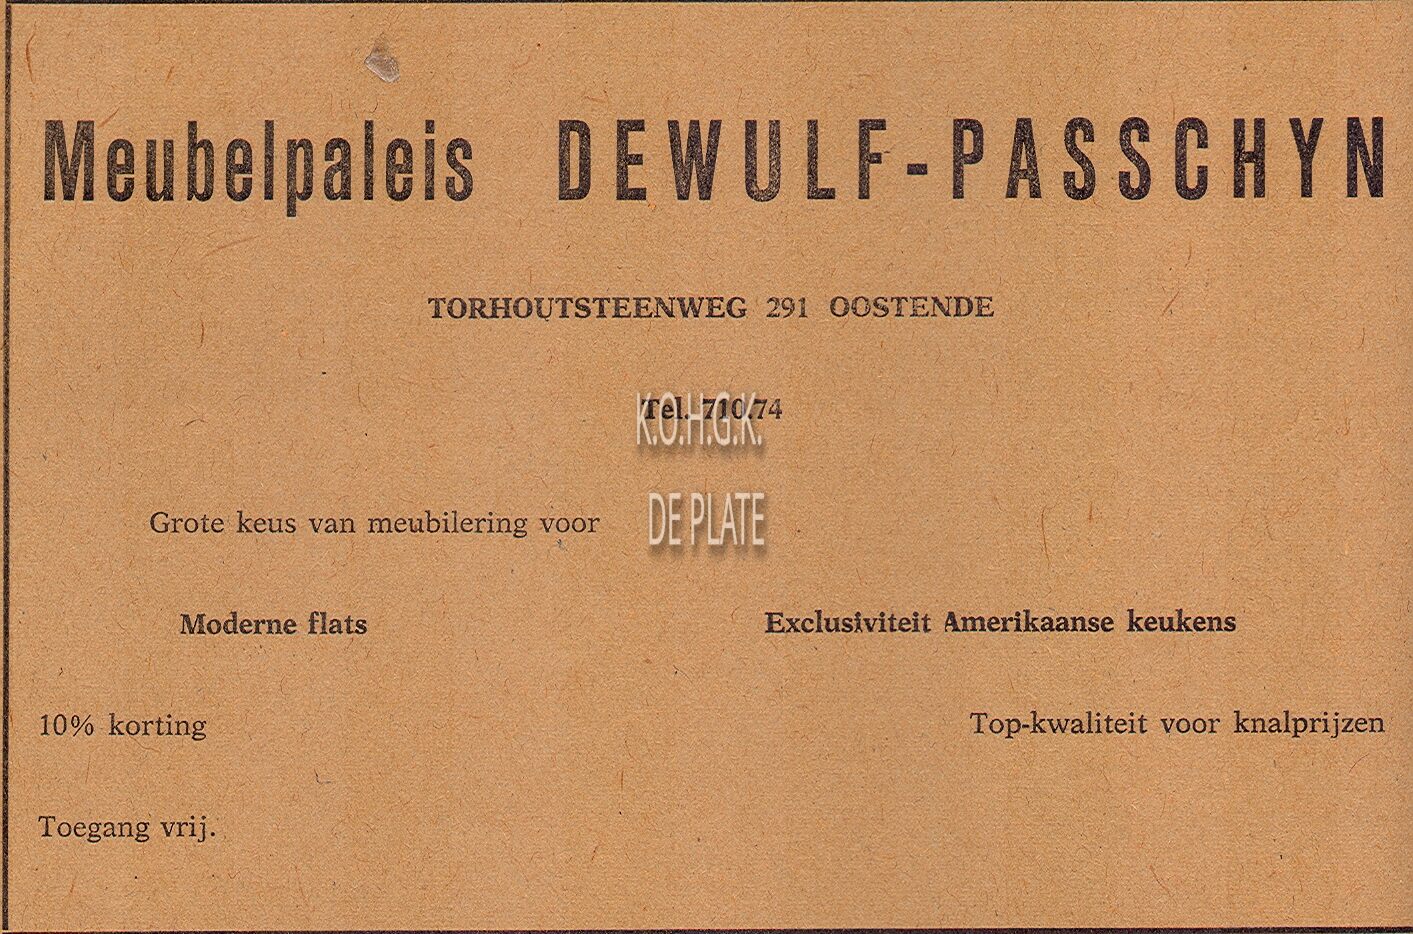 Meubelpaleis DEWULF-PASSCHYN
TORHOUTSTEENWEG 291 OOSTENDE
Tel. 710.74
K.O.H.G.K.
DE PLATE
Grote keus van meubilering voor
Moderne flats Exclusiviteit Amerikaanse keukens
10% korting Top-kwaliteit voor knalprijzen
Toegang vrij.